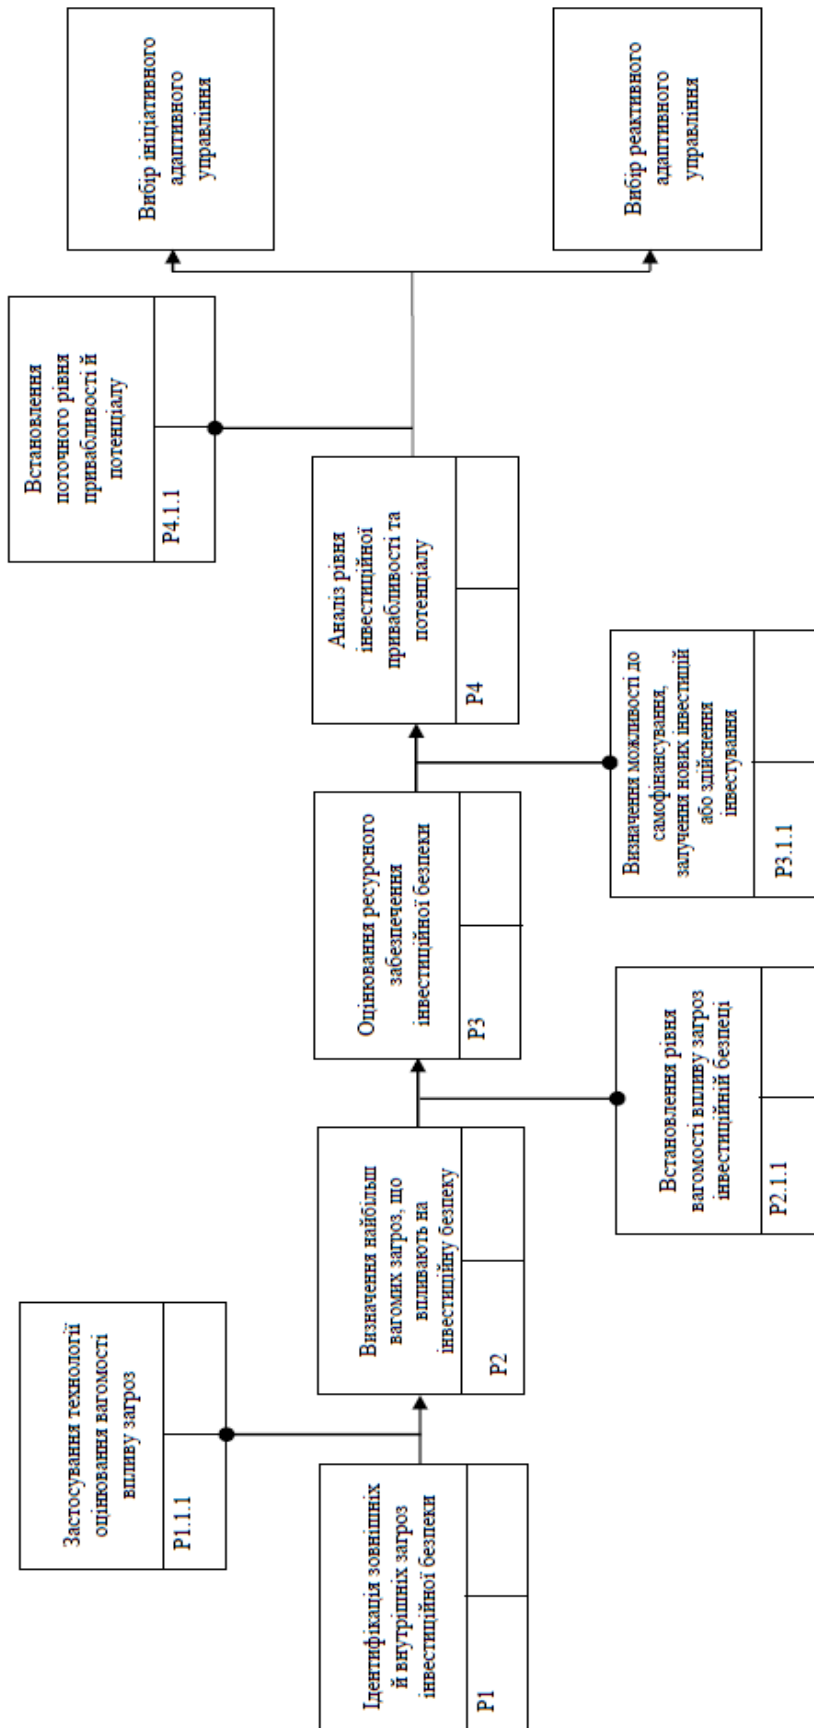 Ідентифікація зовнішніх
й внутрішніх загроз
інвестиційної безпеки
P1
Застосування технології
оцінювання вагомості
впливу загроз
P1.1.1
Визначення найбільш
вагомих загроз, що
впливають на
інвестиційну безпеку
P2
Встановлення рівня
вагомості впливу загроз
інвестиційній безпеці
P2.1.1
Оцінювання ресурсного
забезпечення
інвестиційної безпеки
P3
Визначення можливості до
самофінансування,
залучення нових інвестицій
або здійснення
інвестування
P3.1.1
Аналіз рівня
інвестиційної
привабливості та
потенціалу
P4
Встановлення
поточного рівня
привабливості й
потенціалу
P4.1.1
Вибір ініціативного
адаптивного
управління
Вибір реактивного
адаптивного
управління